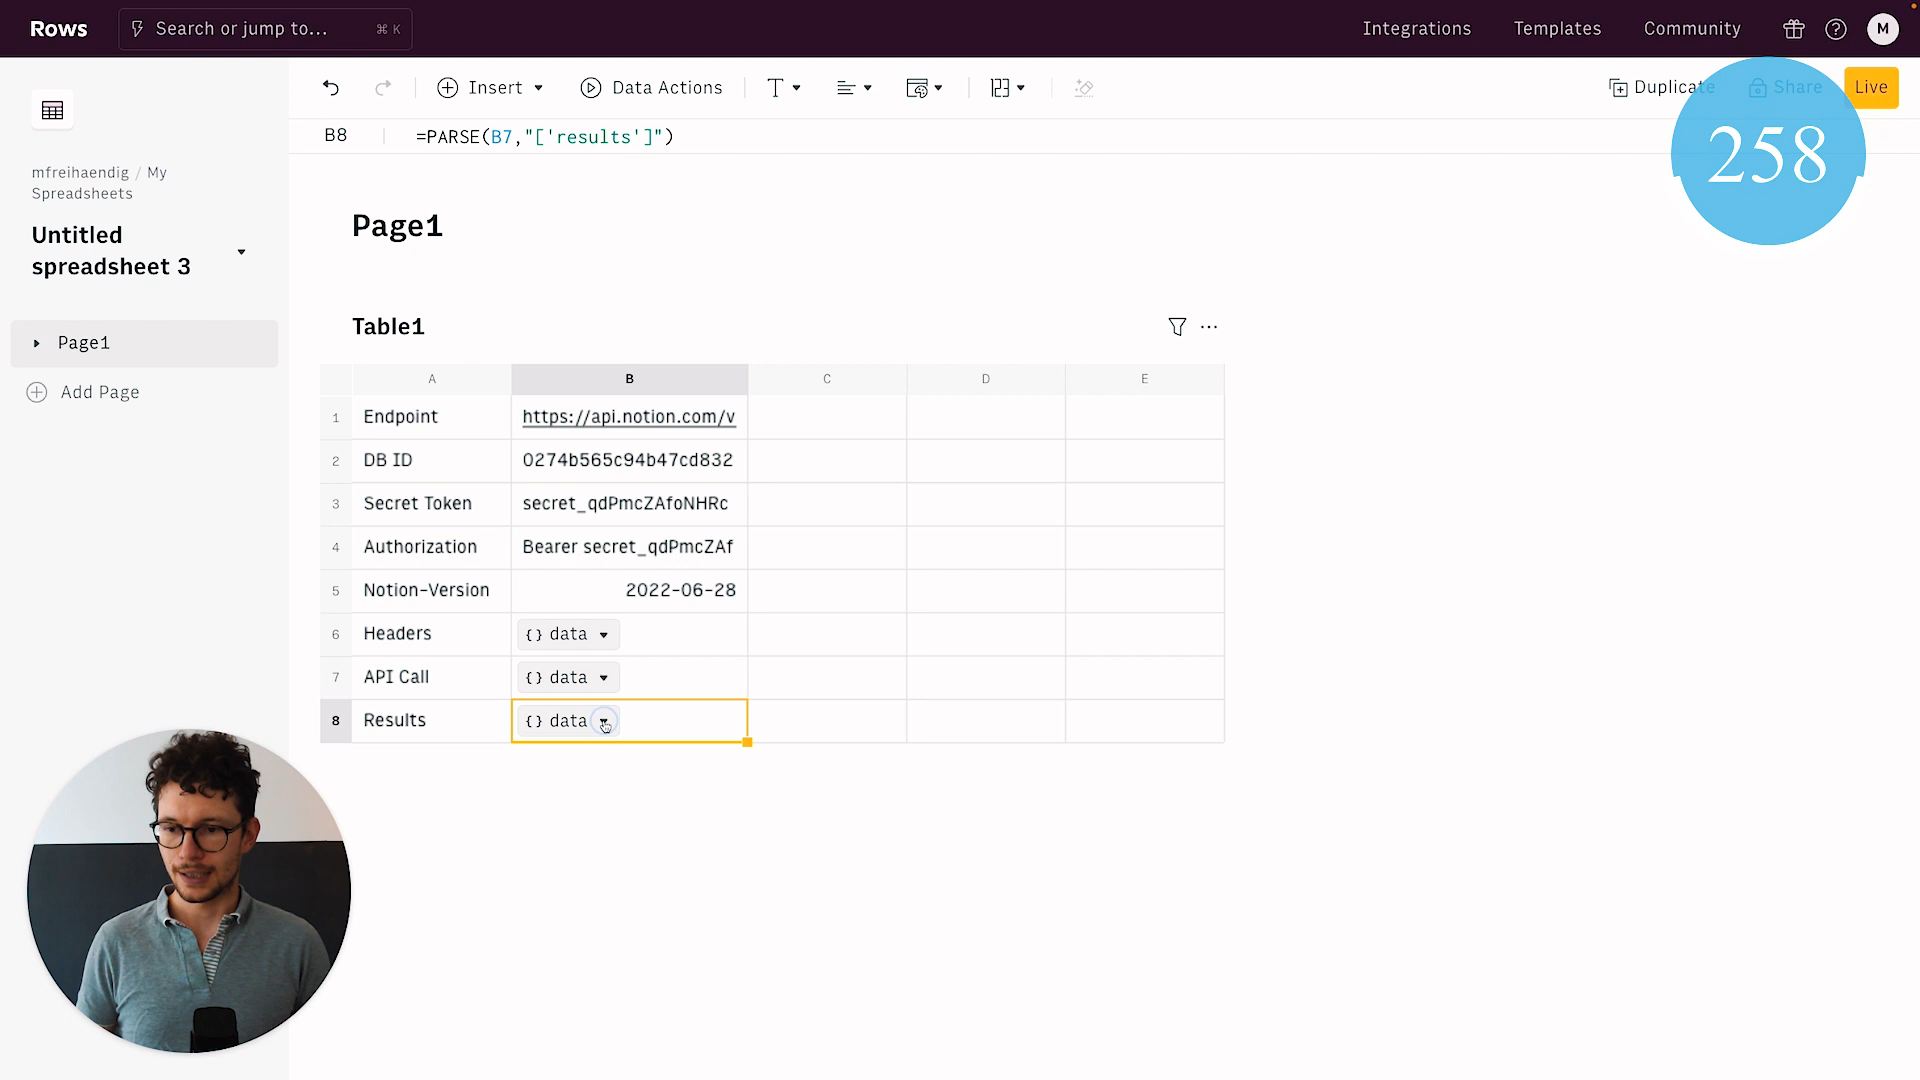 Rows
Search or jump to...
⌘ K
Integrations
Templates
Community
M
Insert
Data Actions
Duplicate
Share
Live
B8
=PARSE(B7,"['results']")
258
mfreihaendig / My
Spreadsheets
Untitled
spreadsheet 3
Page1
Add Page
Page1
Table1
A B C D E
1 Endpoint https://api.notion.com/v
2 DB ID 0274b565c94b47cd832
3 Secret Token secret_qdPmcZAfoNHRc
4 Authorization Bearer secret_qdPmcZAf
5 Notion-Version 2022-06-28
6 Headers {} data
7 API Call {} data
8 Results {} data